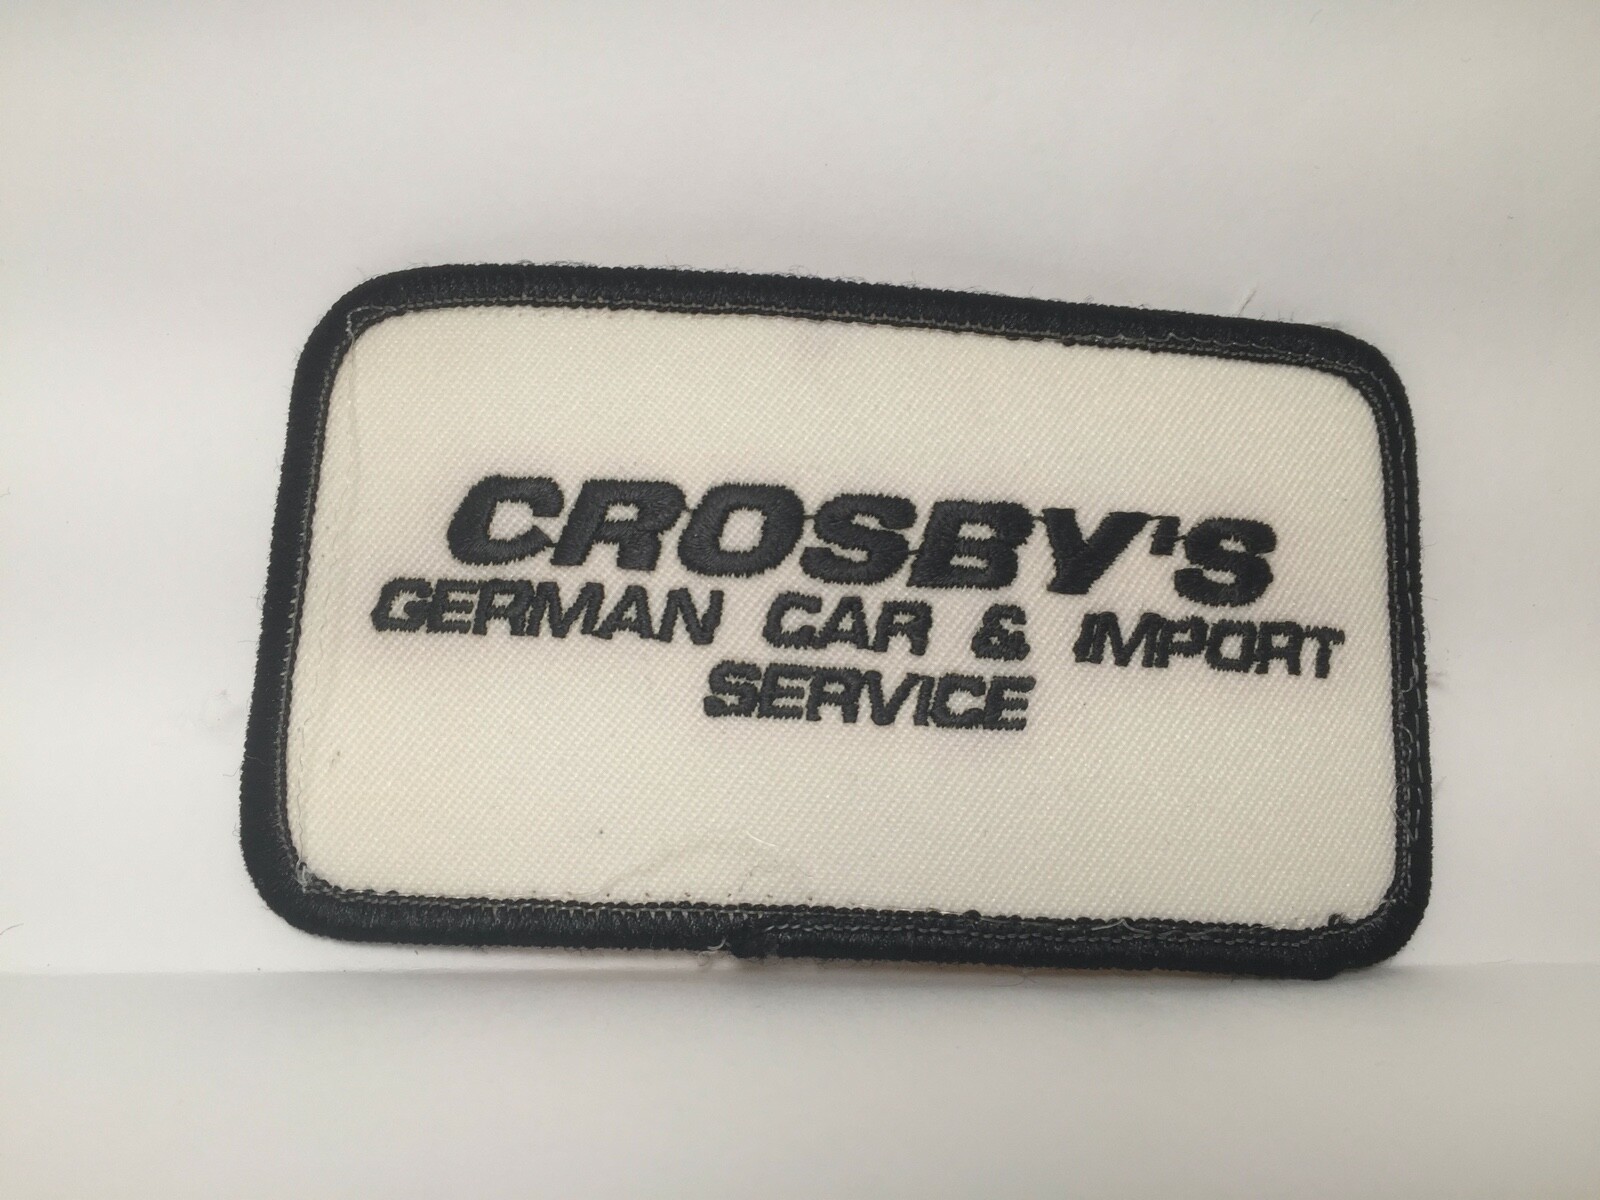 CROSBY'S
GERMAN CAR & IMPORT
SERVICE